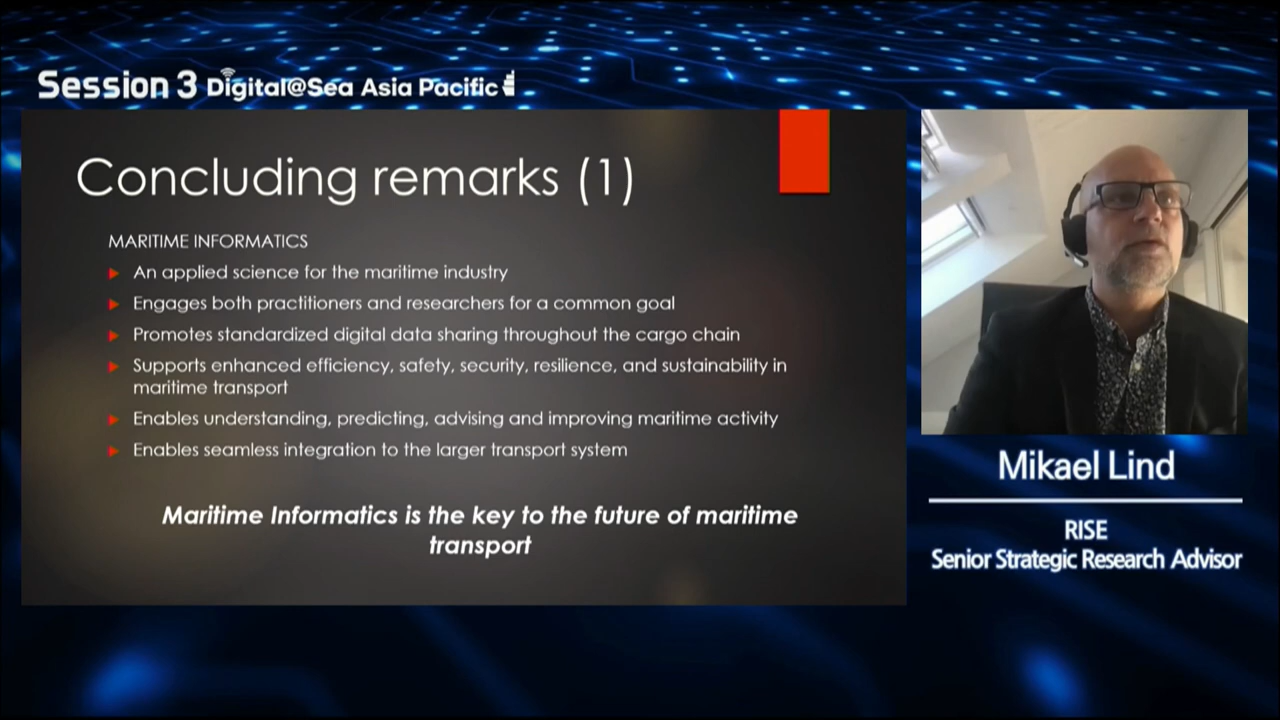 Session 3 Digital@Sea Asia Pacific
Concluding remarks (1)
MARITIME INFORMATICS
An applied science for the maritime industry
Engages both practitioners and researchers for a common goal
Promotes standardized digital data sharing throughout the cargo chain
Supports enhanced efficiency, safety, security, resilience, and sustainability in
maritime transport
Enables understanding, predicting, advising and improving maritime activity
Enables seamless integration to the larger transport system
Maritime Informatics is the key to the future of maritime
transport
Mikael Lind
RISE
Senior Strategic Research Advisor